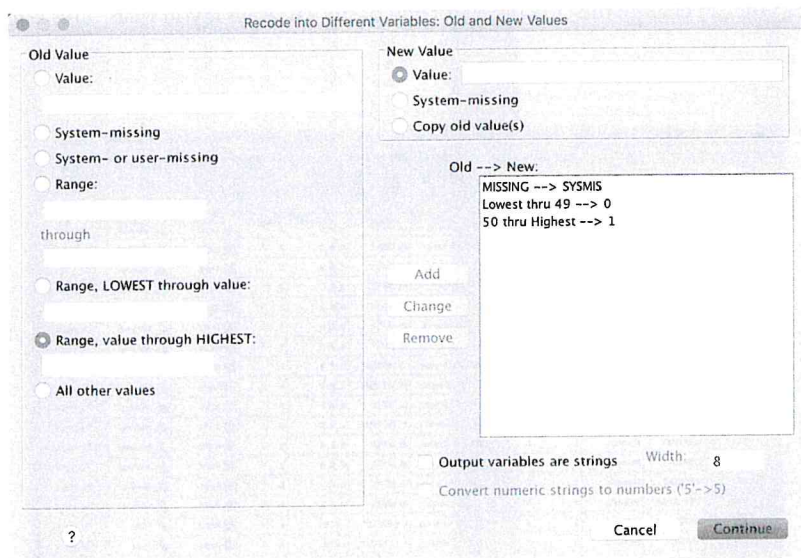 Recode into Different Variables: Old and New Values
Old Value
Value:
System-missing
System- or user-missing
Range:
through
Range, LOWEST through value:
Range, value through HIGHEST:
All other values
New Value
Value:
System-missing
Copy old value(s)
Old --> New:
MISSING --> SYSMIS
Lowest thru 49 --> 0
50 thru Highest --> 1
Add
Change
Remove
Output variables are strings Width: 8
Convert numeric strings to numbers ('5'->5)
?
Cancel
Continue